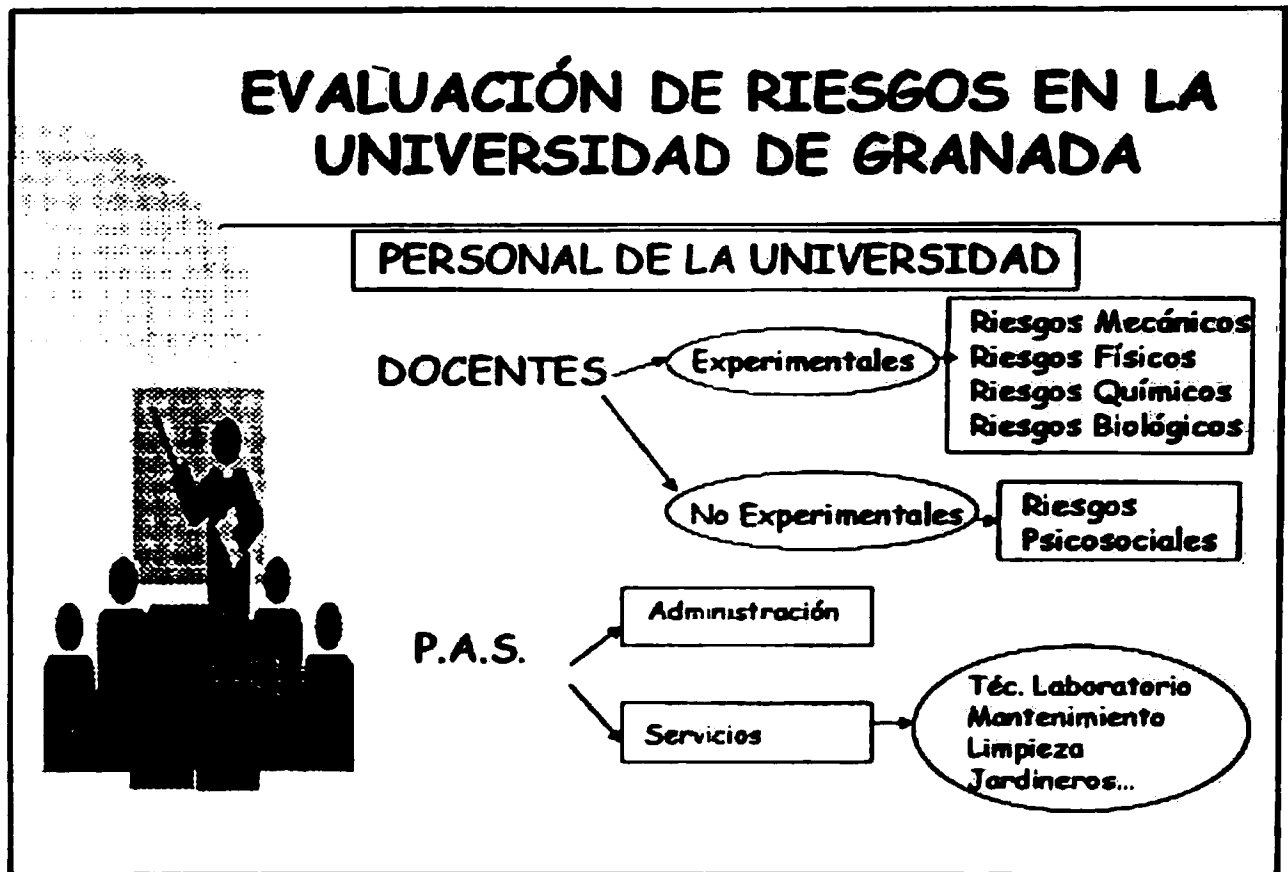 EVALUACIÓN DE RIESGOS EN LA
UNIVERSIDAD DE GRANADA
PERSONAL DE LA UNIVERSIDAD
DOCENTES
Experimentales
Riesgos Mecánicos
Riesgos Físicos
Riesgos Químicos
Riesgos Biológicos
No Experimentales
Riesgos
Psicosociales
P.A.S.
Administración
Servicios
Téc. Laboratorio
Mantenimiento
Limpieza
Jardineros...